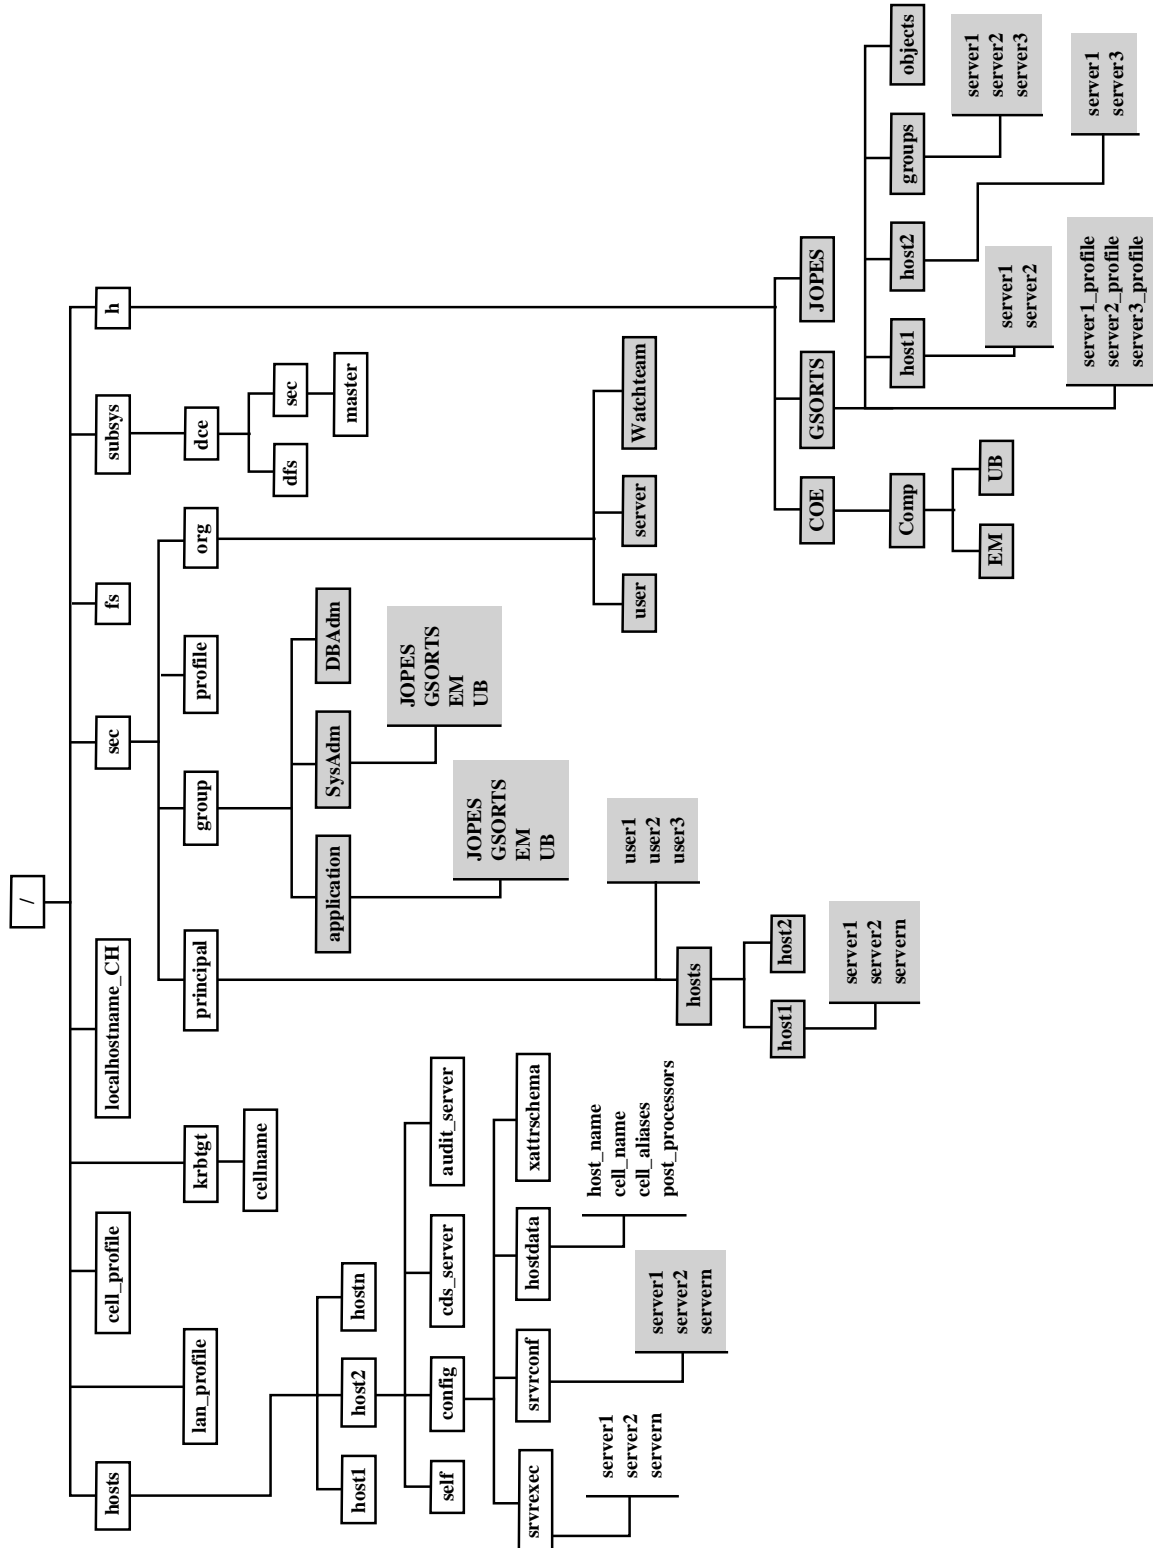 /
hosts
lan_profile
cell_profile
krbtgt
cellname
localhostname_CH
sec
fs
subsys
h
host1
host2
hostn
self
config
cds_server
audit_server
srvrexec
srvrconf
hostdata
xattrschema
server1
server2
servern
server1
server2
servern
host_name
cell_name
cell_aliases
post_processors
principal
group
profile
org
hosts
user1
user2
user3
host1
host2
server1
server2
servern
application
SysAdm
DBAdm
JOPES
GSORTS
EM
UB
JOPES
GSORTS
EM
UB
user
server
Watchteam
dce
dfs
sec
master
COE
GSORTS
JOPES
Comp
EM
UB
host1
host2
groups
objects
server1
server2
server1
server3
server1
server2
server3
server1_profile
server2_profile
server3_profile